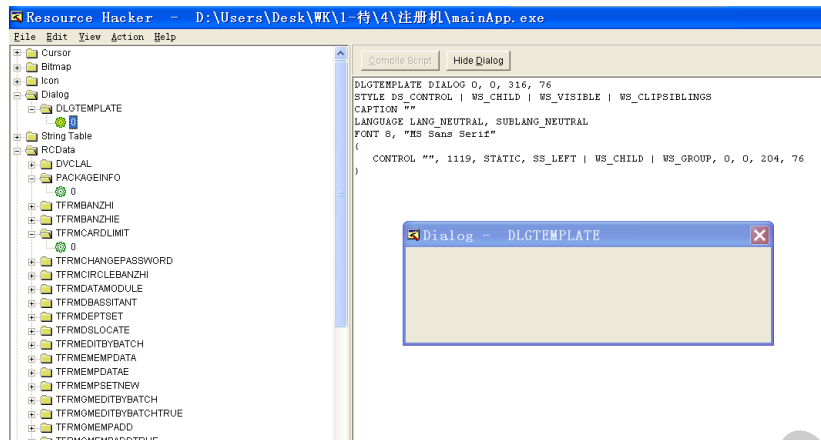 Resource Hacker - D:\Users\Desk\WK\1-特\4\注册机\mainApp.exe
File Edit View Action Help
Cursor
Bitmap
Icon
Dialog
DLGTEMPLATE
0
String Table
RCData
DVCLAL
PACKAGEINFO
0
TFRMBANZHI
TFRMBANZHIE
TFRMCARDLIMIT
0
TFRMCHANGEPASSWORD
TFRMCIRCLEBANZHI
TFRMDATAMODULE
TFRMDBASSITANT
TFRMDEPTSET
TFRMDSLOCATE
TFRMEDITBYBATCH
TFRMEMEMPDATA
TFRMEMPDATAE
TFRMEMPSETNEW
TFRMGMEDITBYBATCH
TFRMGMEDITBYBATCHTRUE
TFRMGMEMPADD
TFRMGMEMPADDTRUE
Compile Script Hide Dialog
DLGTEMPLATE DIALOG 0, 0, 316, 76
STYLE DS_CONTROL | WS_CHILD | WS_VISIBLE | WS_CLIPSIBLINGS
CAPTION ""
LANGUAGE LANG_NEUTRAL, SUBLANG_NEUTRAL
FONT 8, "MS Sans Serif"
{
CONTROL "", 1119, STATIC, SS_LEFT | WS_CHILD | WS_GROUP, 0, 0, 204, 76
}
Dialog - DLGTEMPLATE